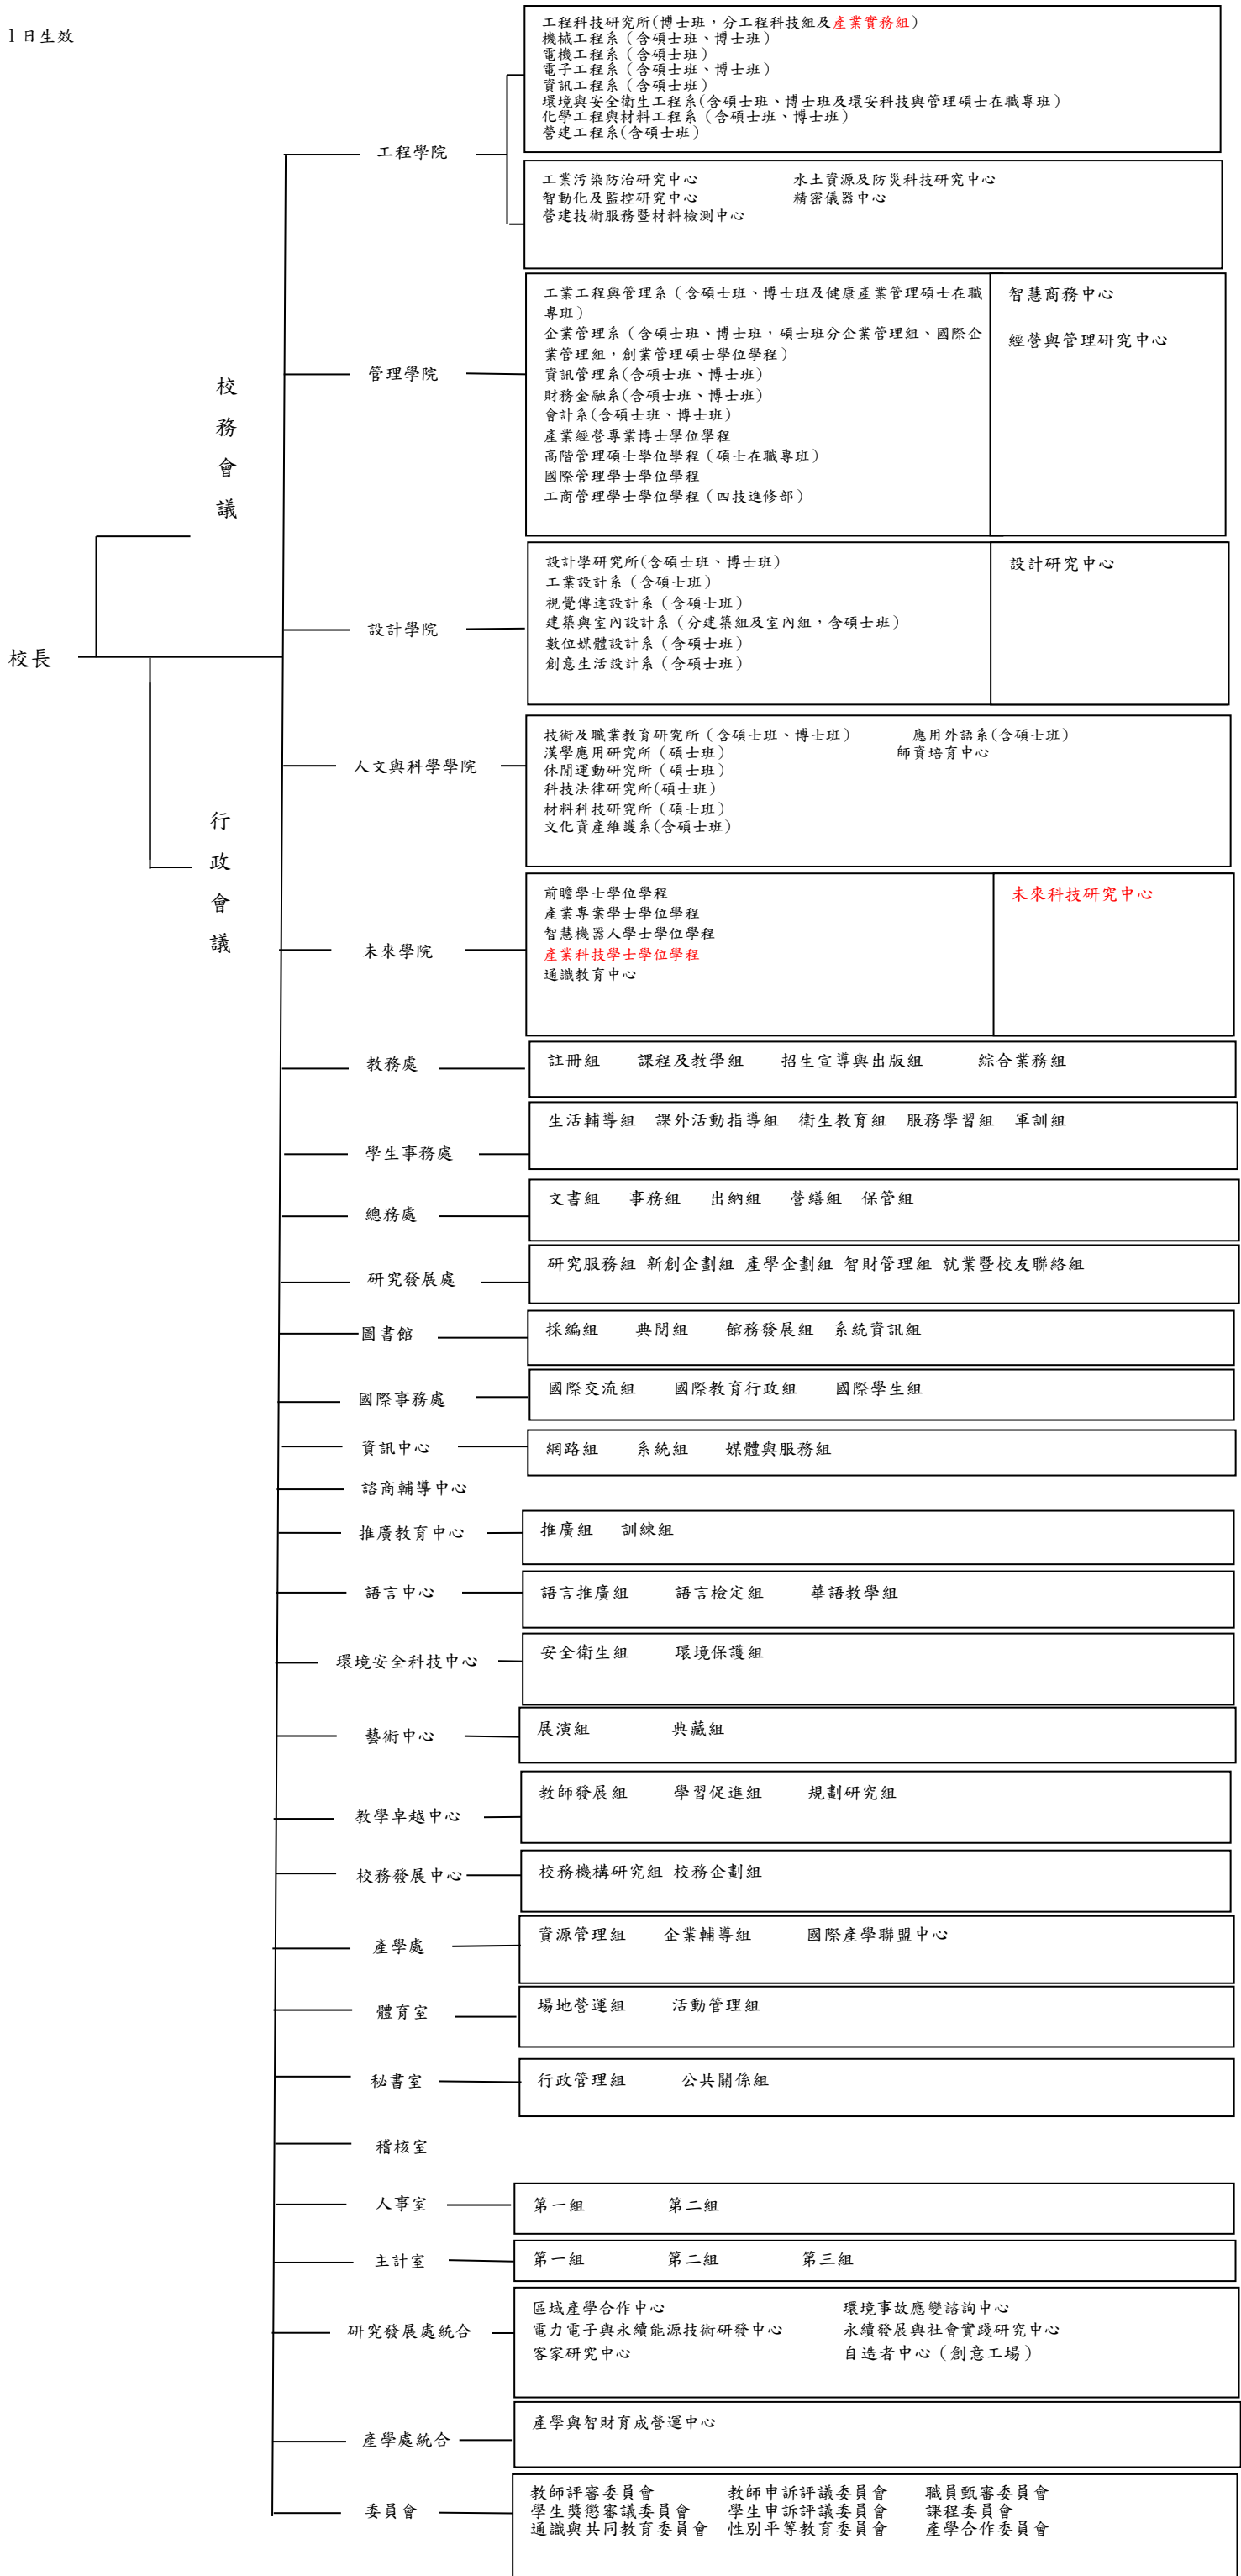 1日生效
校長
校務會議
行政會議
工程學院
工程科技研究所(博士班，分工程科技組及產業實務組)
機械工程系（含碩士班、博士班）
電機工程系（含碩士班）
電子工程系（含碩士班、博士班）
資訊工程系（含碩士班）
環境與安全衛生工程系(含碩士班、博士班及環安科技與管理碩士在職專班）
化學工程與材料工程系（含碩士班、博士班）
營建工程系(含碩士班）
工業污染防治研究中心 水土資源及防災科技研究中心
智動化及監控研究中心 精密儀器中心
營建技術服務暨材料檢測中心
管理學院
工業工程與管理系（含碩士班、博士班及健康產業管理碩士在職
專班）
企業管理系（含碩士班、博士班，碩士班分企業管理組、國際企
業管理組，創業管理碩士學位學程）
資訊管理系(含碩士班、博士班）
財務金融系(含碩士班、博士班）
會計系(含碩士班、博士班）
產業經營專業博士學位學程
高階管理碩士學位學程（碩士在職專班）
國際管理學士學位學程
工商管理學士學位學程（四技進修部）
智慧商務中心
經營與管理研究中心
設計學院
設計學研究所(含碩士班、博士班）
工業設計系（含碩士班）
視覺傳達設計系（含碩士班）
建築與室內設計系（分建築組及室內組，含碩士班）
數位媒體設計系（含碩士班）
創意生活設計系（含碩士班）
設計研究中心
人文與科學學院
技術及職業教育研究所（含碩士班、博士班） 應用外語系(含碩士班）
漢學應用研究所（碩士班） 師資培育中心
休閒運動研究所（碩士班）
科技法律研究所(碩士班）
材料科技研究所（碩士班）
文化資產維護系(含碩士班）
未來學院
前瞻學士學位學程
產業專案學士學位學程
智慧機器人學士學位學程
產業科技學士學位學程
通識教育中心
未來科技研究中心
教務處
註冊組 課程及教學組 招生宣導與出版組 綜合業務組
學生事務處
生活輔導組 課外活動指導組 衛生教育組 服務學習組 軍訓組
總務處
文書組 事務組 出納組 營繕組 保管組
研究發展處
研究服務組 新創企劃組 產學企劃組 智財管理組 就業暨校友聯絡組
圖書館
採編組 典閱組 館務發展組 系統資訊組
國際事務處
國際交流組 國際教育行政組 國際學生組
資訊中心
網路組 系統組 媒體與服務組
諮商輔導中心
推廣教育中心
推廣組 訓練組
語言中心
語言推廣組 語言檢定組 華語教學組
環境安全科技中心
安全衛生組 環境保護組
藝術中心
展演組 典藏組
教學卓越中心
教師發展組 學習促進組 規劃研究組
校務發展中心
校務機構研究組 校務企劃組
產學處
資源管理組 企業輔導組 國際產學聯盟中心
體育室
場地營運組 活動管理組
秘書室
行政管理組 公共關係組
稽核室
人事室
第一組 第二組
主計室
第一組 第二組 第三組
研究發展處統合
區域產學合作中心 環境事故應變諮詢中心
電力電子與永續能源技術研發中心 永續發展與社會實踐研究中心
客家研究中心 自造者中心（創意工場）
產學處統合
產學與智財育成營運中心
委員會
教師評審委員會 教師申訴評議委員會 職員甄審委員會
學生獎懲審議委員會 學生申訴評議委員會 課程委員會
通識與共同教育委員會 性別平等教育委員會 產學合作委員會